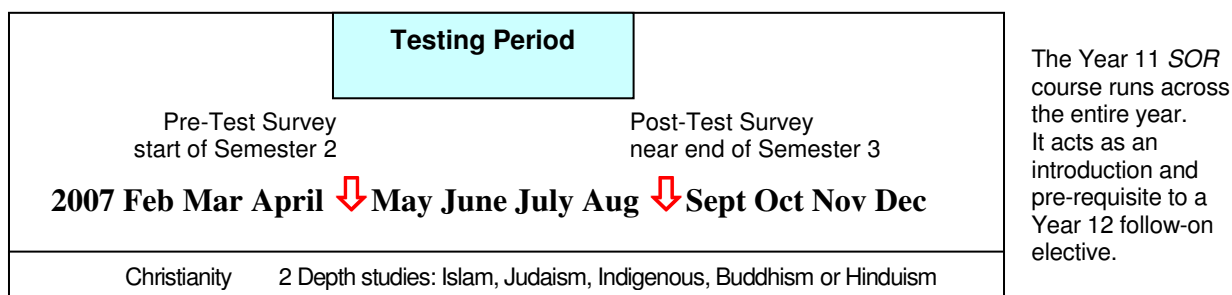 Testing Period
Pre-Test Survey
start of Semester 2
Post-Test Survey
near end of Semester 3
2007 Feb Mar April May June July Aug Sept Oct Nov Dec
Christianity 2 Depth studies: Islam, Judaism, Indigenous, Buddhism or Hinduism
The Year 11 SOR
course runs across
the entire year.
It acts as an
introduction and
pre-requisite to a
Year 12 follow-on
elective.